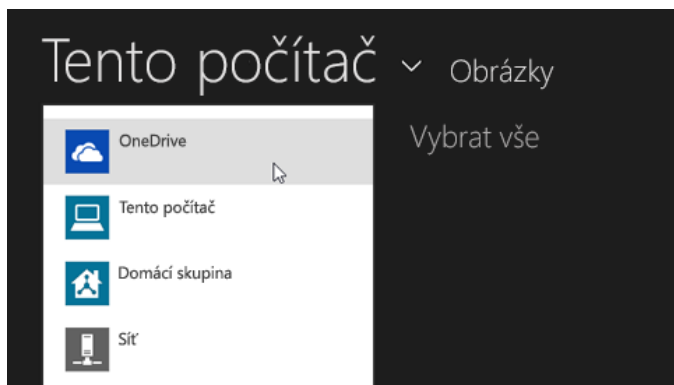 Tento počítač Obrázky
Vybrat vše
OneDrive
Tento počítač
Domácí skupina
Síť